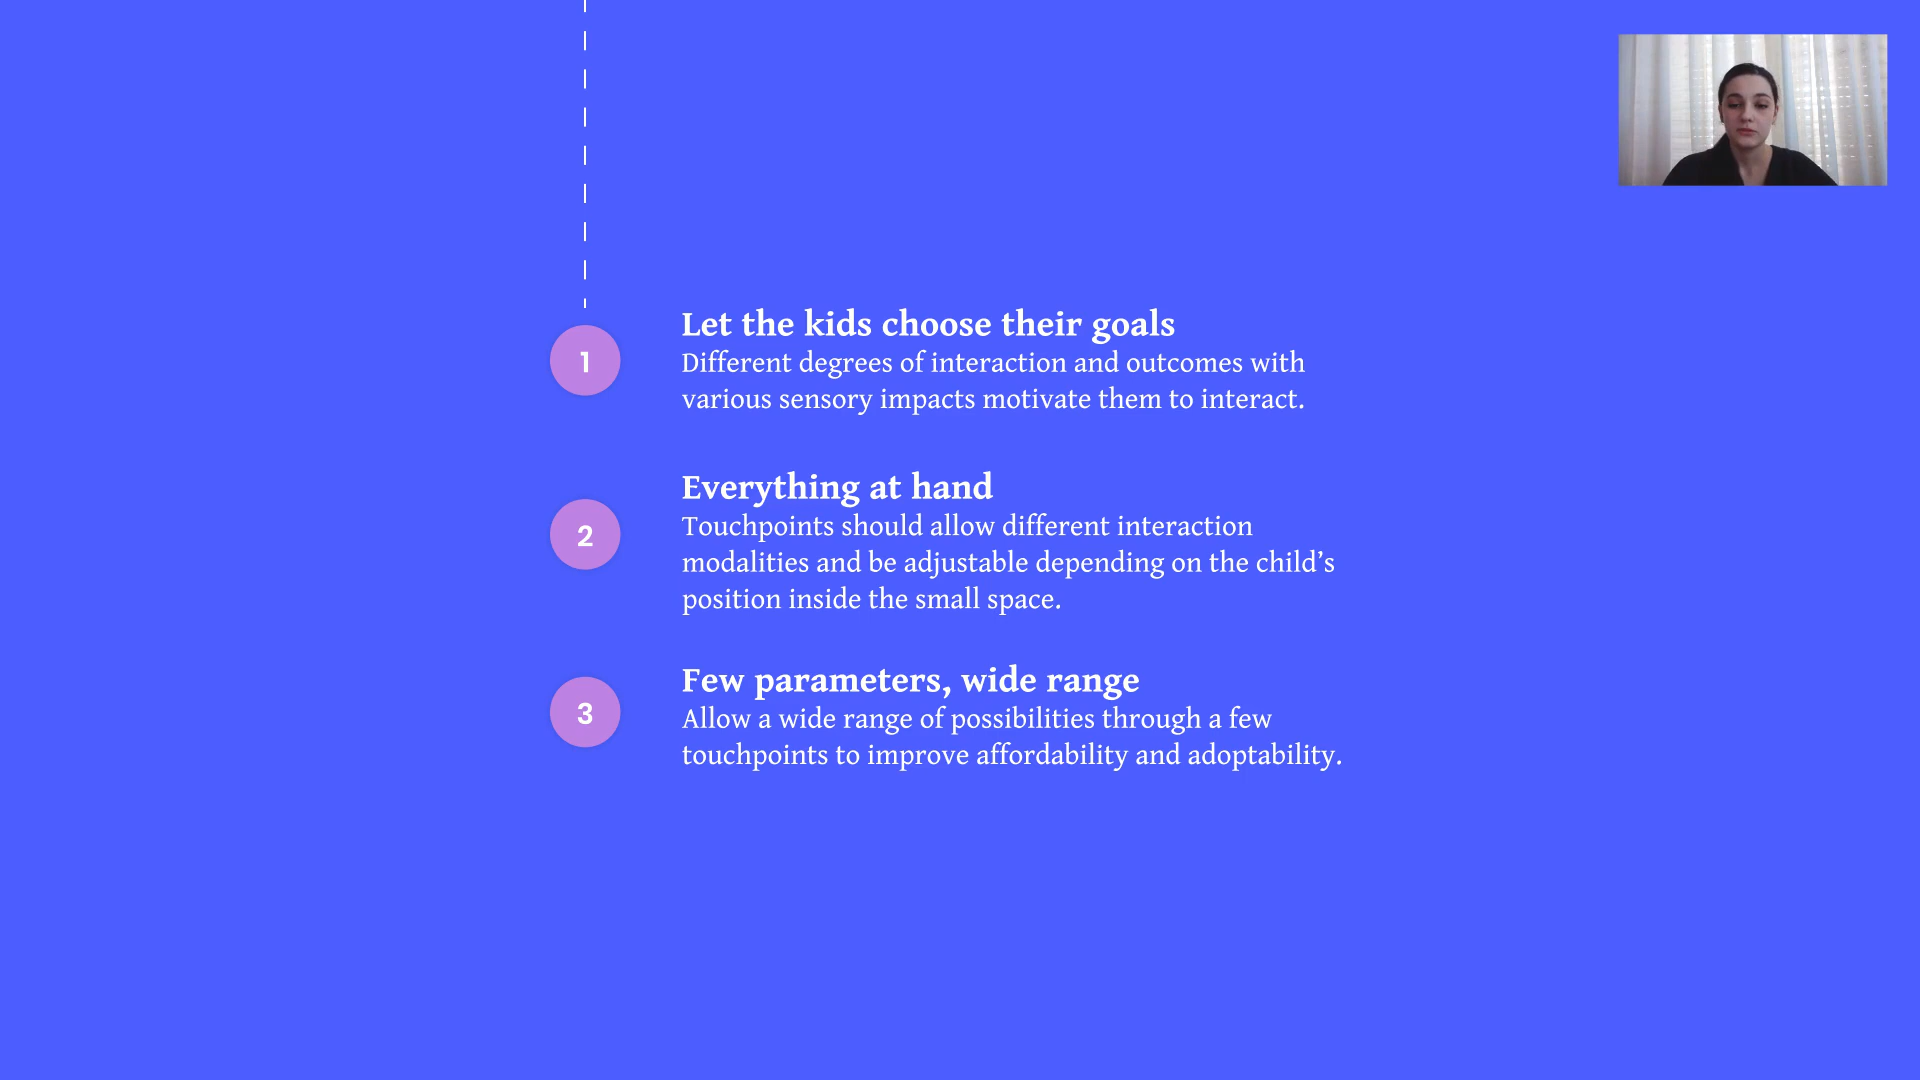 1
Let the kids choose their goals
Different degrees of interaction and outcomes with
various sensory impacts motivate them to interact.
2
Everything at hand
Touchpoints should allow different interaction
modalities and be adjustable depending on the child’s
position inside the small space.
3
Few parameters, wide range
Allow a wide range of possibilities through a few
touchpoints to improve affordability and adoptability.